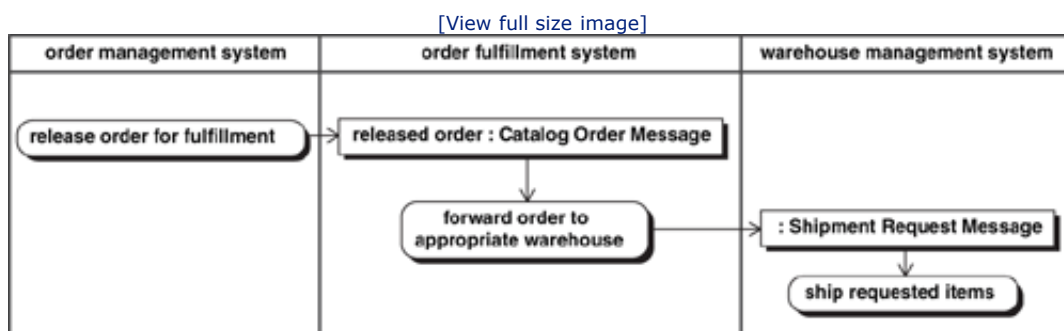 [View full size image]
order management system
order fulfillment system
warehouse management system
release order for fulfillment
released order : Catalog Order Message
forward order to
appropriate warehouse
: Shipment Request Message
ship requested items